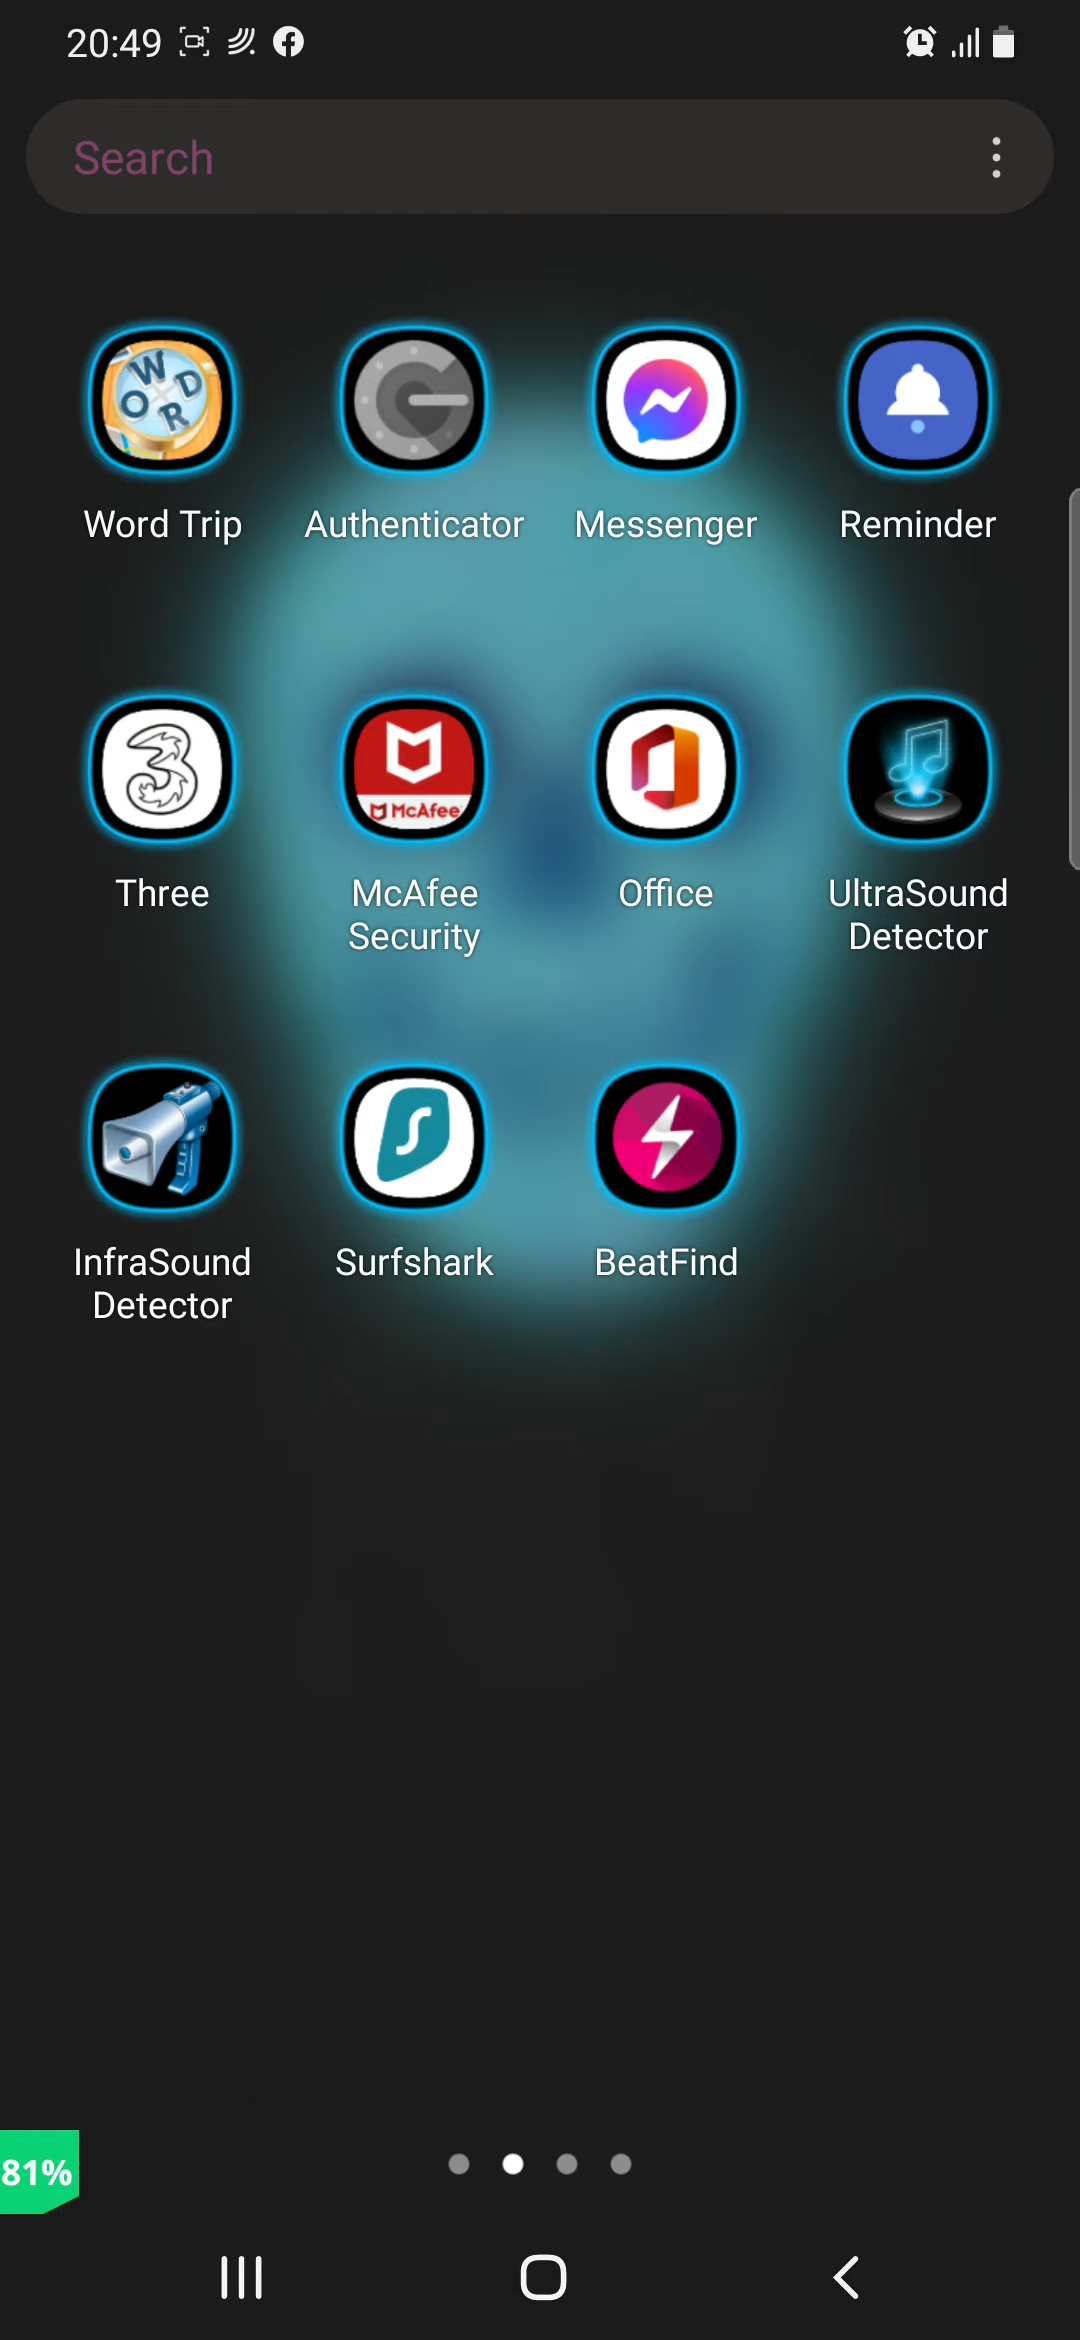 20:49
Search
W
O D
R
Word Trip Authenticator Messenger Reminder
McAfee
Three McAfee Security Office UltraSound Detector
InfraSound Detector Surfshark BeatFind
81%